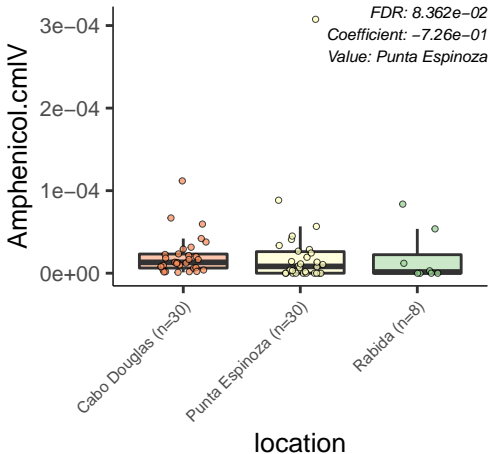 FDR: 8.362e−02
Coefficient: −7.26e−01
Value: Punta Espinoza
Amphenicol.cmlV
3e−04
2e−04
1e−04
0e+00
Cabo Douglas (n=30)
Punta Espinoza (n=30)
Rabida (n=8)
location